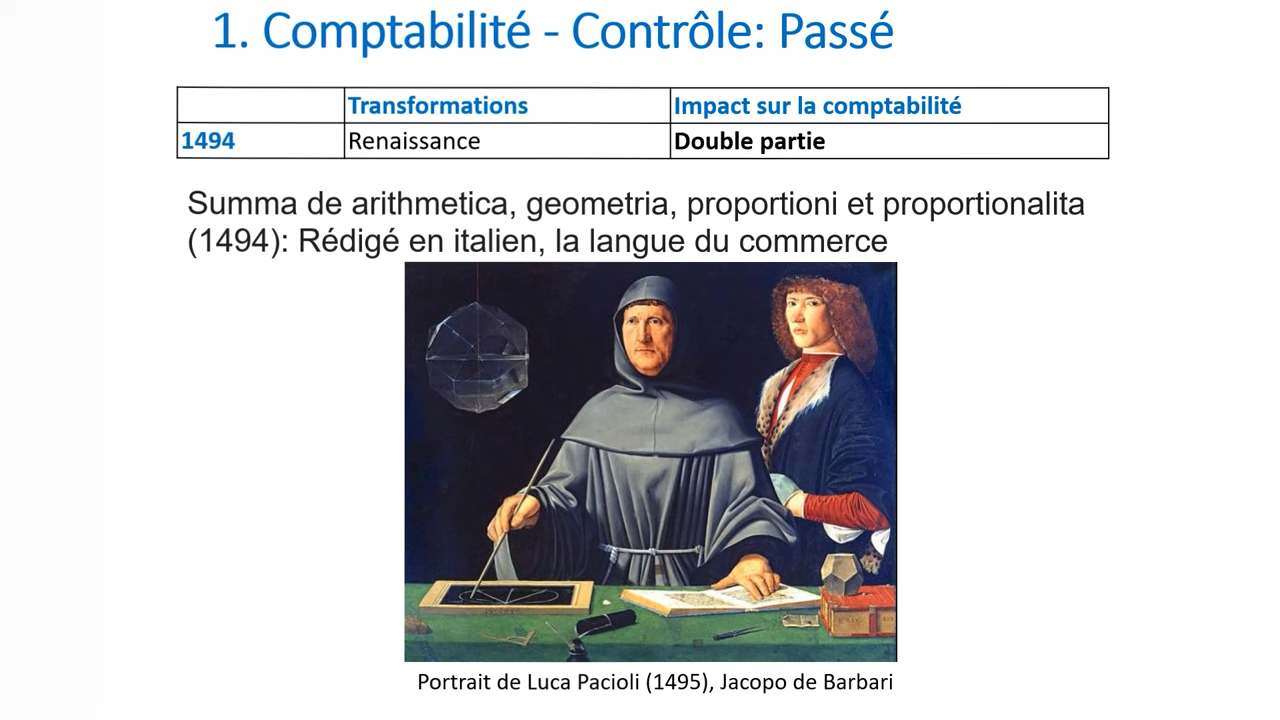 1. Comptabilité - Contrôle: Passé
Transformations Impact sur la comptabilité
1494 Renaissance Double partie
Summa de arithmetica, geometria, proportioni et proportionalita
(1494): Rédigé en italien, la langue du commerce
Portrait de Luca Pacioli (1495), Jacopo de Barbari